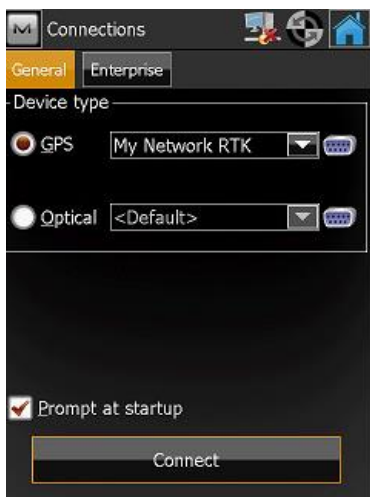 M Connections
General Enterprise
Device type
GPS My Network RTK
Optical <Default>
Prompt at startup
Connect